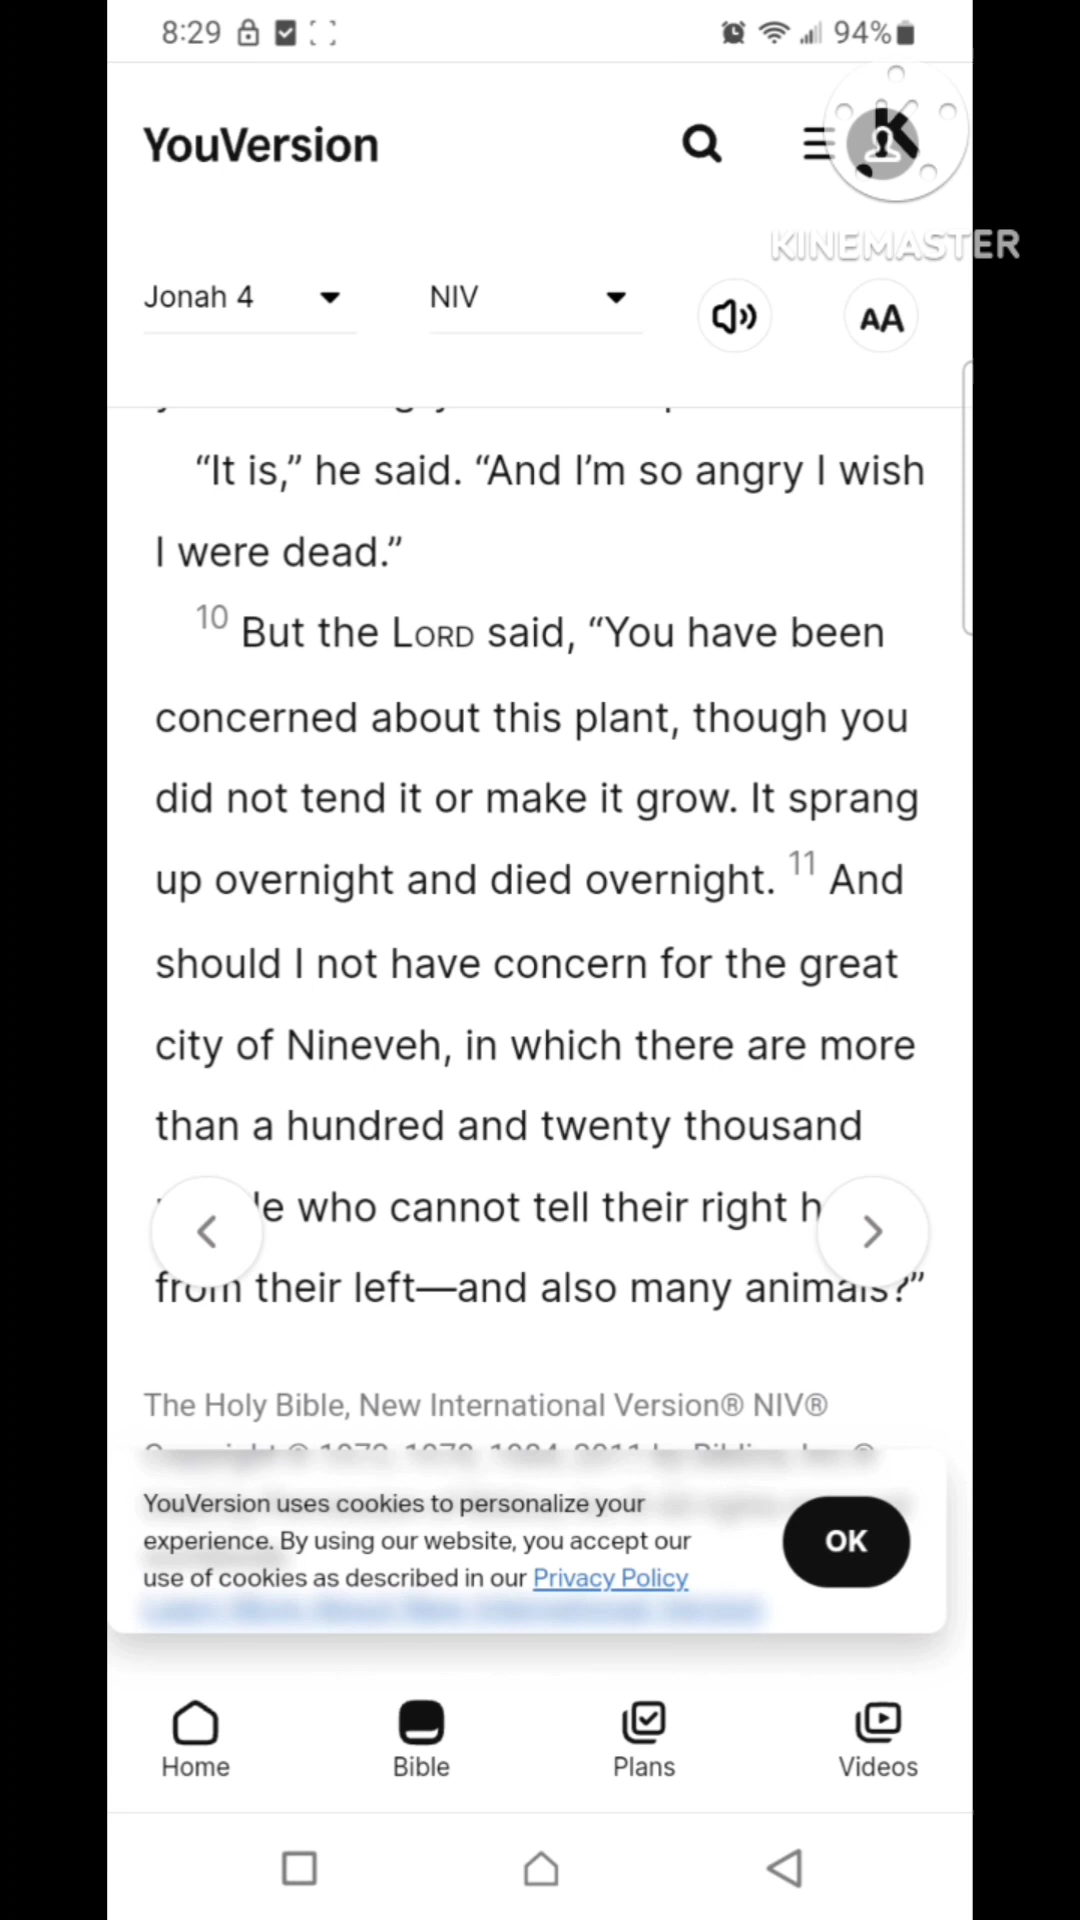 8:29
94%
YouVersion
KINEMASTER
Jonah 4
NIV
AA
“It is,” he said. “And I’m so angry I wish
I were dead.”
10 But the LORD said, “You have been
concerned about this plant, though you
did not tend it or make it grow. It sprang
up overnight and died overnight. 11 And
should I not have concern for the great
city of Nineveh, in which there are more
than a hundred and twenty thousand
who cannot tell their right
from their left—and also many animals?”
The Holy Bible, New International Version® NIV®
YouVersion uses cookies to personalize your
experience. By using our website, you accept our
use of cookies as described in our Privacy Policy
OK
Home
Bible
Plans
Videos